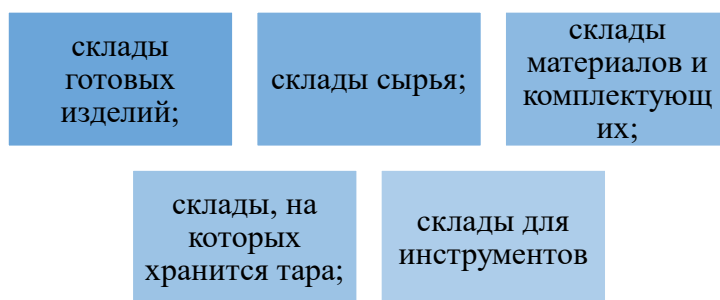 склады
готовых
изделий;
склады сырья;
склады
материалов и
комплектующ
их;
склады, на
которых
хранится тара;
склады для
инструментов